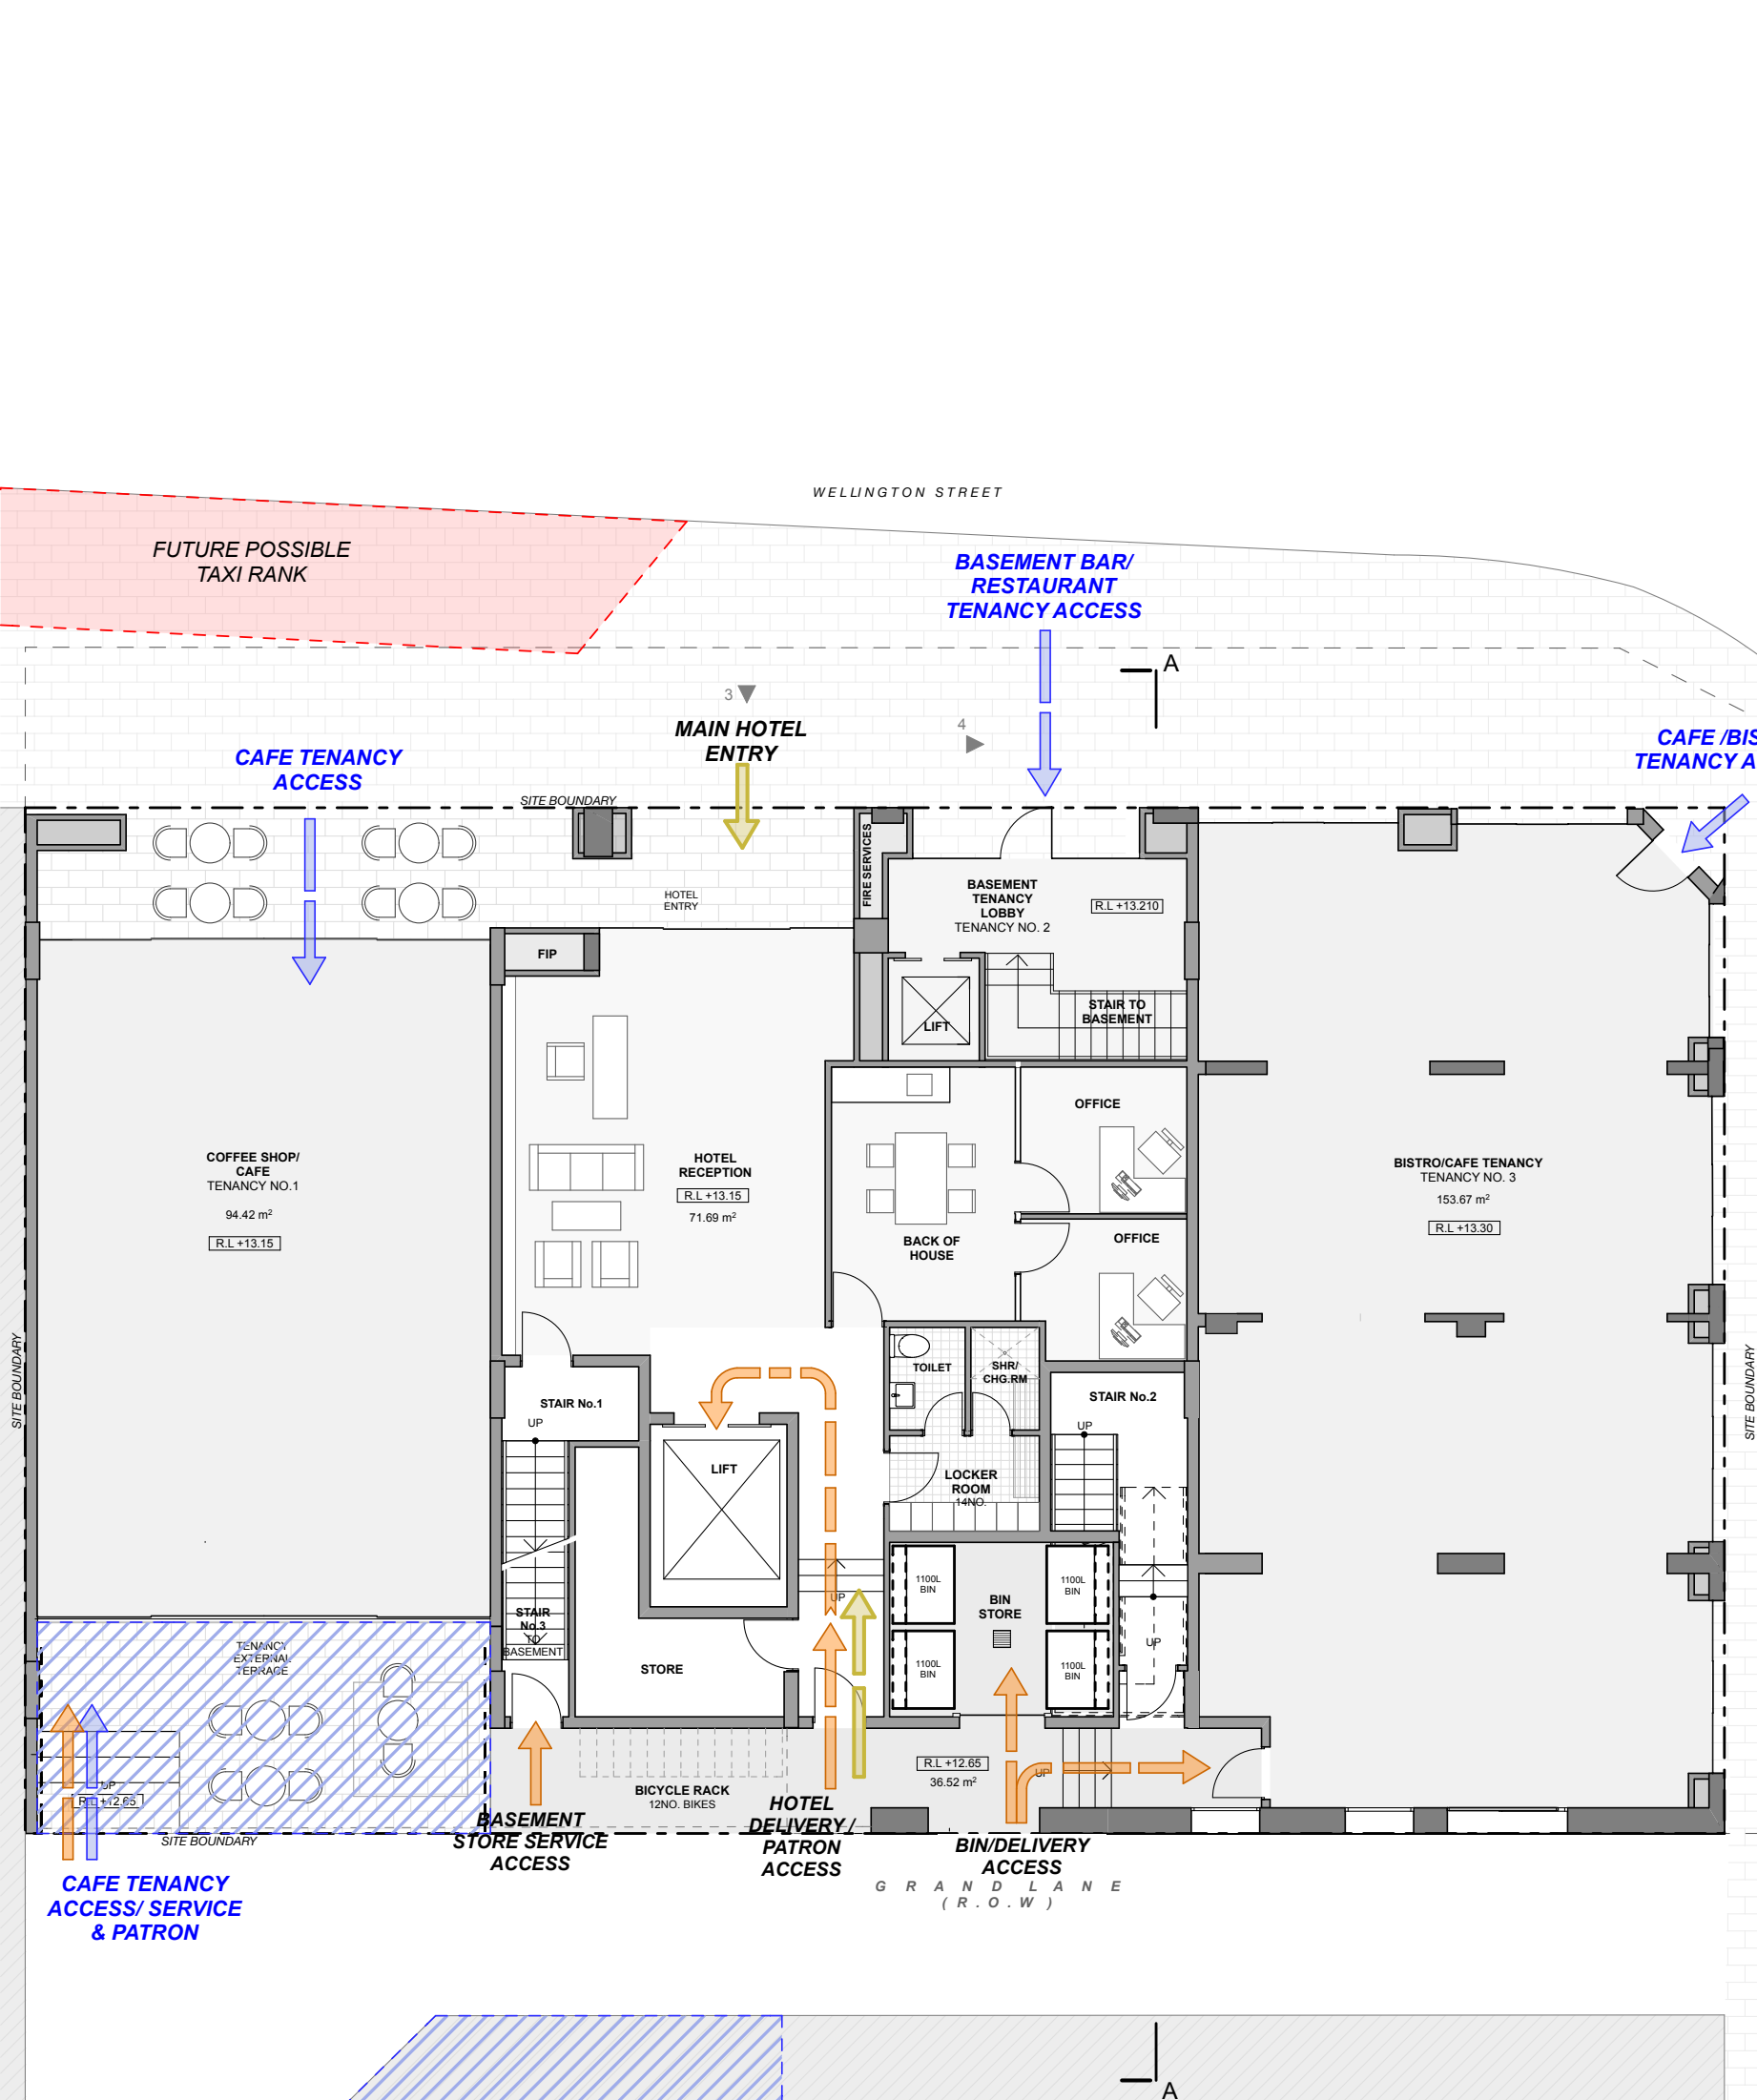 WELLINGTON STREET
FUTURE POSSIBLE
TAXI RANK
BASEMENT BAR/
RESTAURANT
TENANCY ACCESS
A
3
4
MAIN HOTEL
ENTRY
CAFE TENANCY
ACCESS
CAFE /BIS
TENANCY A
SITE BOUNDARY
FIRE SERVICES
HOTEL
ENTRY
BASEMENT
TENANCY
LOBBY
TENANCY NO. 2
R.L +13.210
FIP
LIFT
STAIR TO
BASEMENT
OFFICE
COFFEE SHOP/
CAFE
TENANCY NO.1
94.42 m²
R.L +13.15
HOTEL
RECEPTION
R.L +13.15
71.69 m²
BACK OF
HOUSE
OFFICE
BISTRO/CAFE TENANCY
TENANCY NO. 3
153.67 m²
R.L +13.30
SITE BOUNDARY
SITE BOUNDARY
TOILET
SHR/
CHG.RM
STAIR No.1
UP
STAIR No.2
UP
LIFT
LOCKER
ROOM
14NO.
1100L
BIN
1100L
BIN
BIN
STORE
UP
STAIR
No.3
TO
BASEMENT
STORE
1100L
BIN
1100L
BIN
UP
TENANCY
EXTERNAL
TERRACE
UP
R.L +12.65
BICYCLE RACK
12NO. BIKES
R.L +12.65
36.52 m²
UP
SITE BOUNDARY
BASEMENT
STORE SERVICE
ACCESS
HOTEL
DELIVERY /
PATRON
ACCESS
BIN/DELIVERY
ACCESS
GRAND LANE
(R.O.W)
CAFE TENANCY
ACCESS/ SERVICE
& PATRON
A